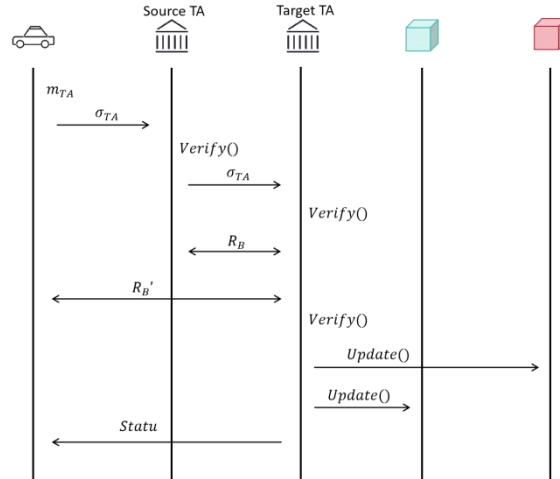 Source TA
Target TA
m_TA
σ_TA
Verify()
σ_TA
Verify()
R_B
R_B'
Verify()
Update()
Update()
Statu